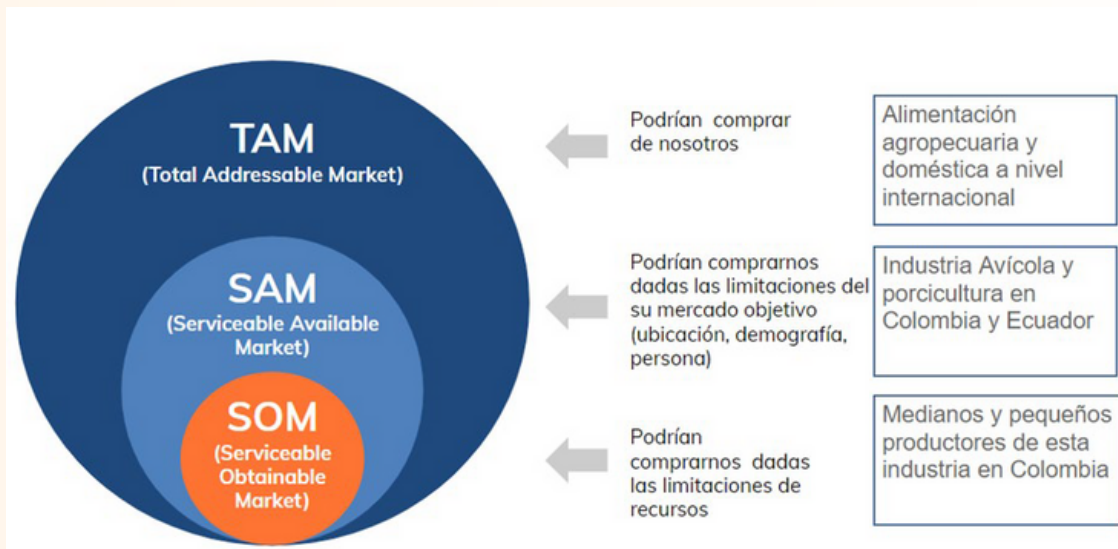 TAM
(Total Addressable Market)
Podrían comprar
de nosotros
Alimentación
agropecuaria y
doméstica a nivel
internacional
SAM
(Serviceable Available
Market)
Podrían comprarnos
dadas las limitaciones del
su mercado objetivo
(ubicación, demografía,
persona)
Industria Avícola y
porcicultura en
Colombia y Ecuador
SOM
(Serviceable
Obtainable
Market)
Podrían
comprarnos dadas
las limitaciones de
recursos
Medianos y pequeños
productores de esta
industria en Colombia